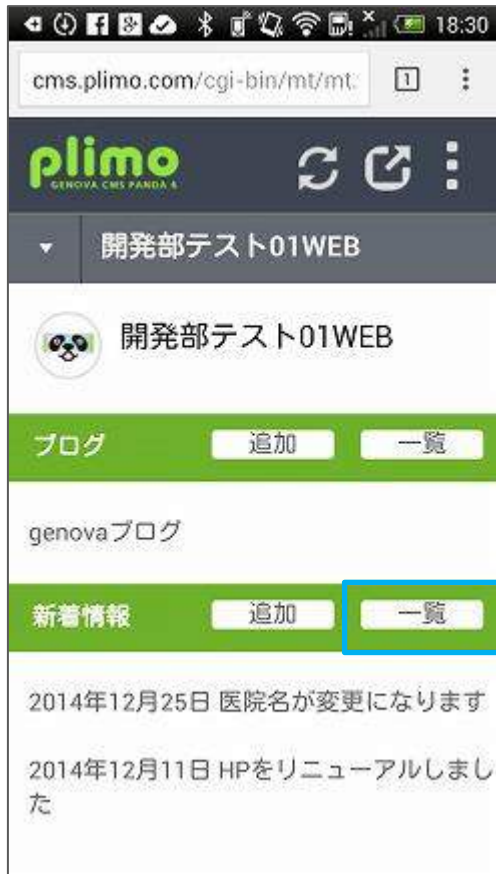 18:30
cms.plimo.com/cgi-bin/mt/mt.
1
plimo
GENOVA CMS PANDA 4
開発部テスト01WEB
開発部テスト01WEB
ブログ 追加 一覧
genovaブログ
新着情報 追加 一覧
2014年12月25日 医院名が変更になります
2014年12月11日 HPをリニューアルしまし
た